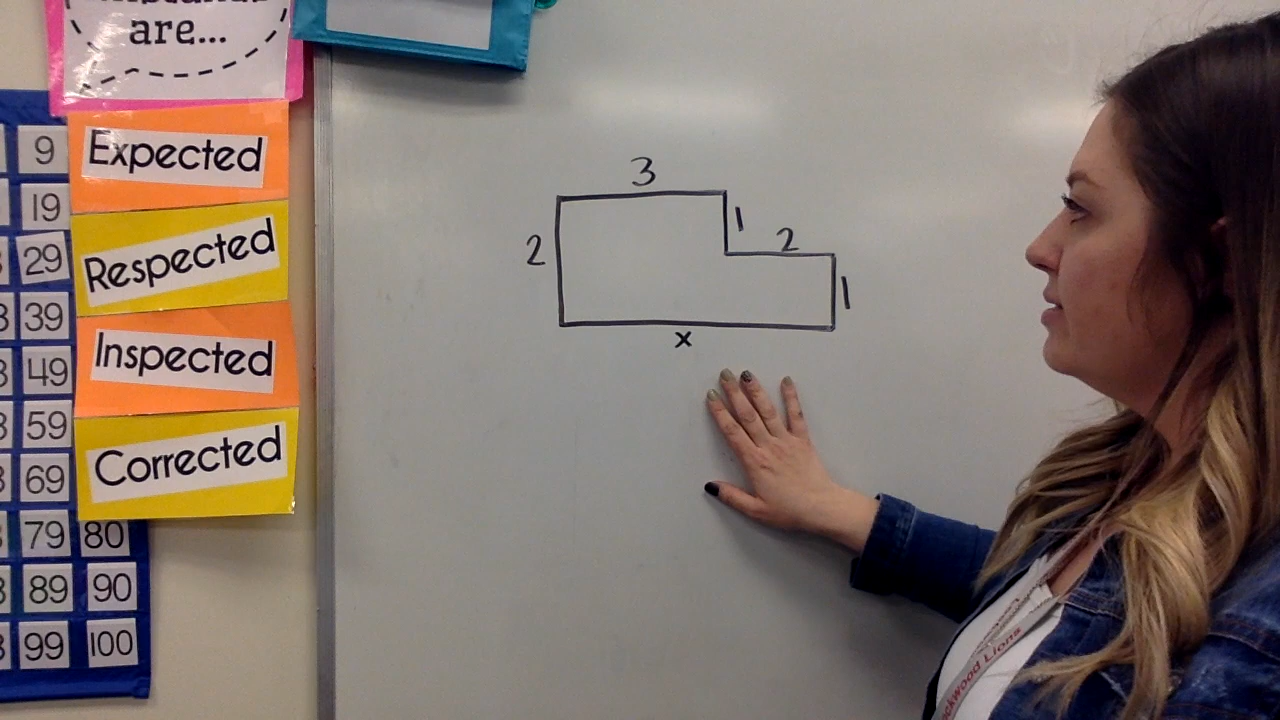 are...
Expected
Respected
Inspected
Corrected
9
19
29
39
49
59
69
79 80
89 90
99 100
3
2
1
2
1
x
Lions